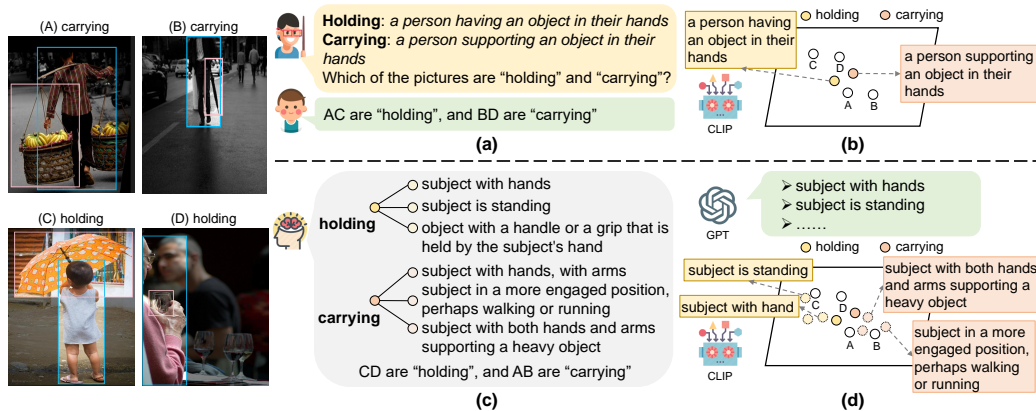 (A) carrying
(B) carrying
(C) holding
(D) holding
Holding: a person having an object in their hands
Carrying: a person supporting an object in their
hands
Which of the pictures are “holding” and “carrying”?
AC are “holding”, and BD are “carrying”
(a)
a person having
an object in their
hands
holding
carrying
C
D
A
B
a person supporting
an object in their
hands
CLIP
(b)
holding
subject with hands
subject is standing
object with a handle or a grip that is
held by the subject's hand
carrying
subject with hands, with arms
subject in a more engaged position,
perhaps walking or running
subject with both hands and arms
supporting a heavy object
CD are “holding”, and AB are “carrying”
(c)
GPT
➢ subject with hands
➢ subject is standing
➢ ……
holding
carrying
subject is standing
subject with hand
C
D
A
B
subject with both hands
and arms supporting a
heavy object
subject in a more
engaged position,
perhaps walking
or running
CLIP
(d)